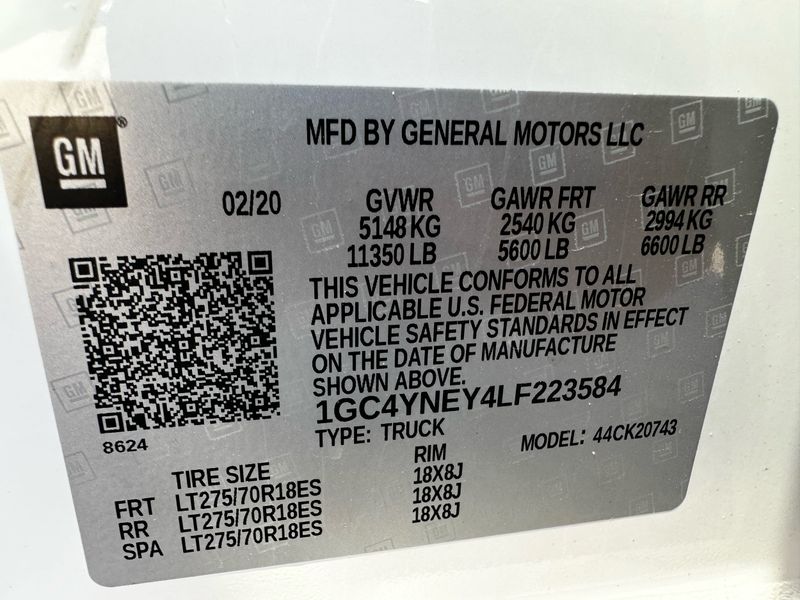 GM®
MFD BY GENERAL MOTORS LLC
02/20
GVWR GAWR FRT GAWR RR
5148 KG 2540 KG 2994 KG
11350 LB 5600 LB 6600 LB
THIS VEHICLE CONFORMS TO ALL
APPLICABLE U.S. FEDERAL MOTOR
VEHICLE SAFETY STANDARDS IN EFFECT
ON THE DATE OF MANUFACTURE
SHOWN ABOVE.
1GC4YNEY4LF223584
8624
TYPE: TRUCK MODEL: 44CK20743
TIRE SIZE RIM
FRT LT275/70R18ES 18X8J
RR LT275/70R18ES 18X8J
SPA LT275/70R18ES 18X8J